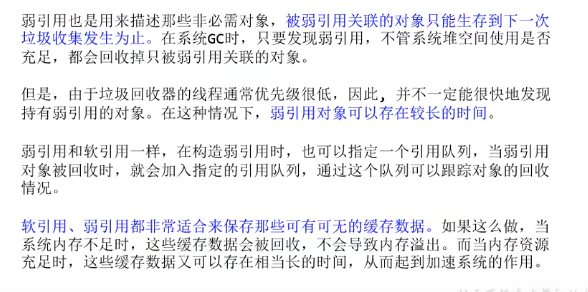 弱引用也是用来描述那些非必需对象，被弱引用关联的对象只能生存到下一次
垃圾收集发生为止。在系统GC时，只要发现弱引用，不管系统堆空间使用是否
充足，都会回收掉只被弱引用关联的对象。
但是，由于垃圾回收器的线程通常优先级很低，因此，并不一定能很快地发现
持有弱引用的对象。在这种情况下，弱引用对象可以存在较长的时间。
弱引用和软引用一样，在构造弱引用时，也可以指定一个引用队列，当弱引用
对象被回收时，就会加入指定的引用队列，通过这个队列可以跟踪对象的回收
情况。
软引用、弱引用都非常适合来保存那些可有可无的缓存数据。如果这么做，当
系统内存不足时，这些缓存数据会被回收，不会导致内存溢出。而当内存资源
充足时，这些缓存数据又可以存在相当长的时间，从而起到加速系统的作用。